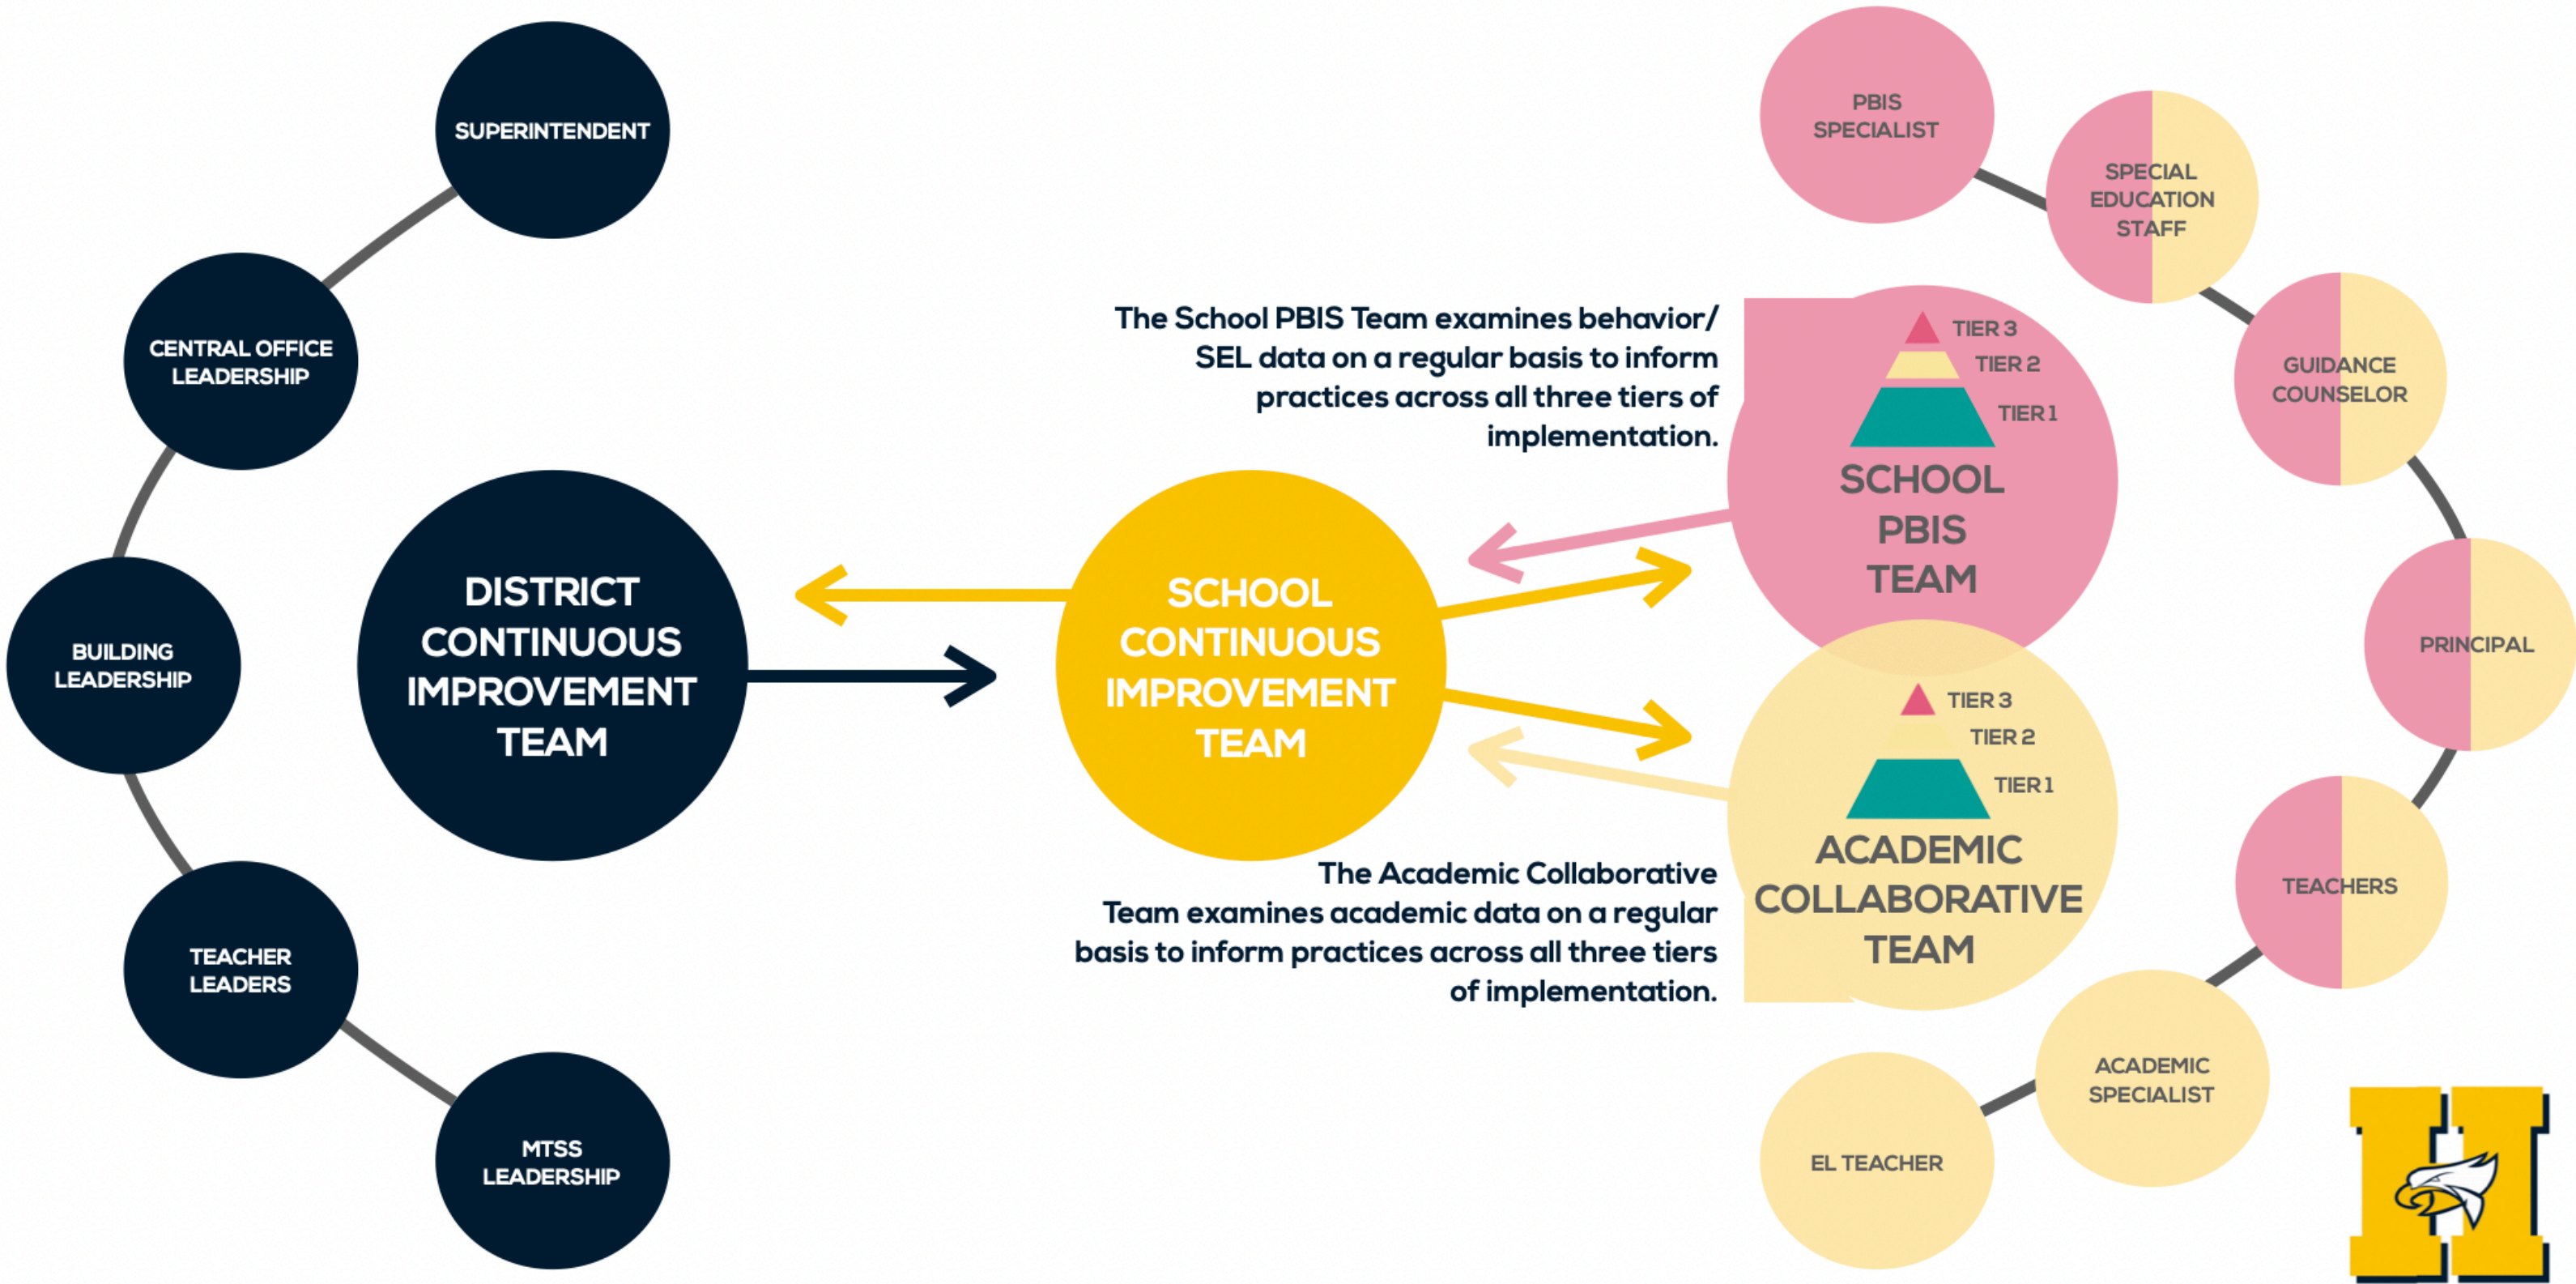 SUPERINTENDENT
CENTRAL OFFICE
LEADERSHIP
BUILDING
LEADERSHIP
TEACHER
LEADERS
MTSS
LEADERSHIP
DISTRICT
CONTINUOUS
IMPROVEMENT
TEAM
SCHOOL
CONTINUOUS
IMPROVEMENT
TEAM
The School PBIS Team examines behavior/
SEL data on a regular basis to inform
practices across all three tiers of
implementation.
TIER 3
TIER 2
TIER 1
SCHOOL
PBIS
TEAM
TIER 3
TIER 2
TIER 1
ACADEMIC
COLLABORATIVE
TEAM
The Academic Collaborative
Team examines academic data on a regular
basis to inform practices across all three tiers
of implementation.
PBIS
SPECIALIST
SPECIAL
EDUCATION
STAFF
GUIDANCE
COUNSELOR
PRINCIPAL
TEACHERS
ACADEMIC
SPECIALIST
EL TEACHER
H